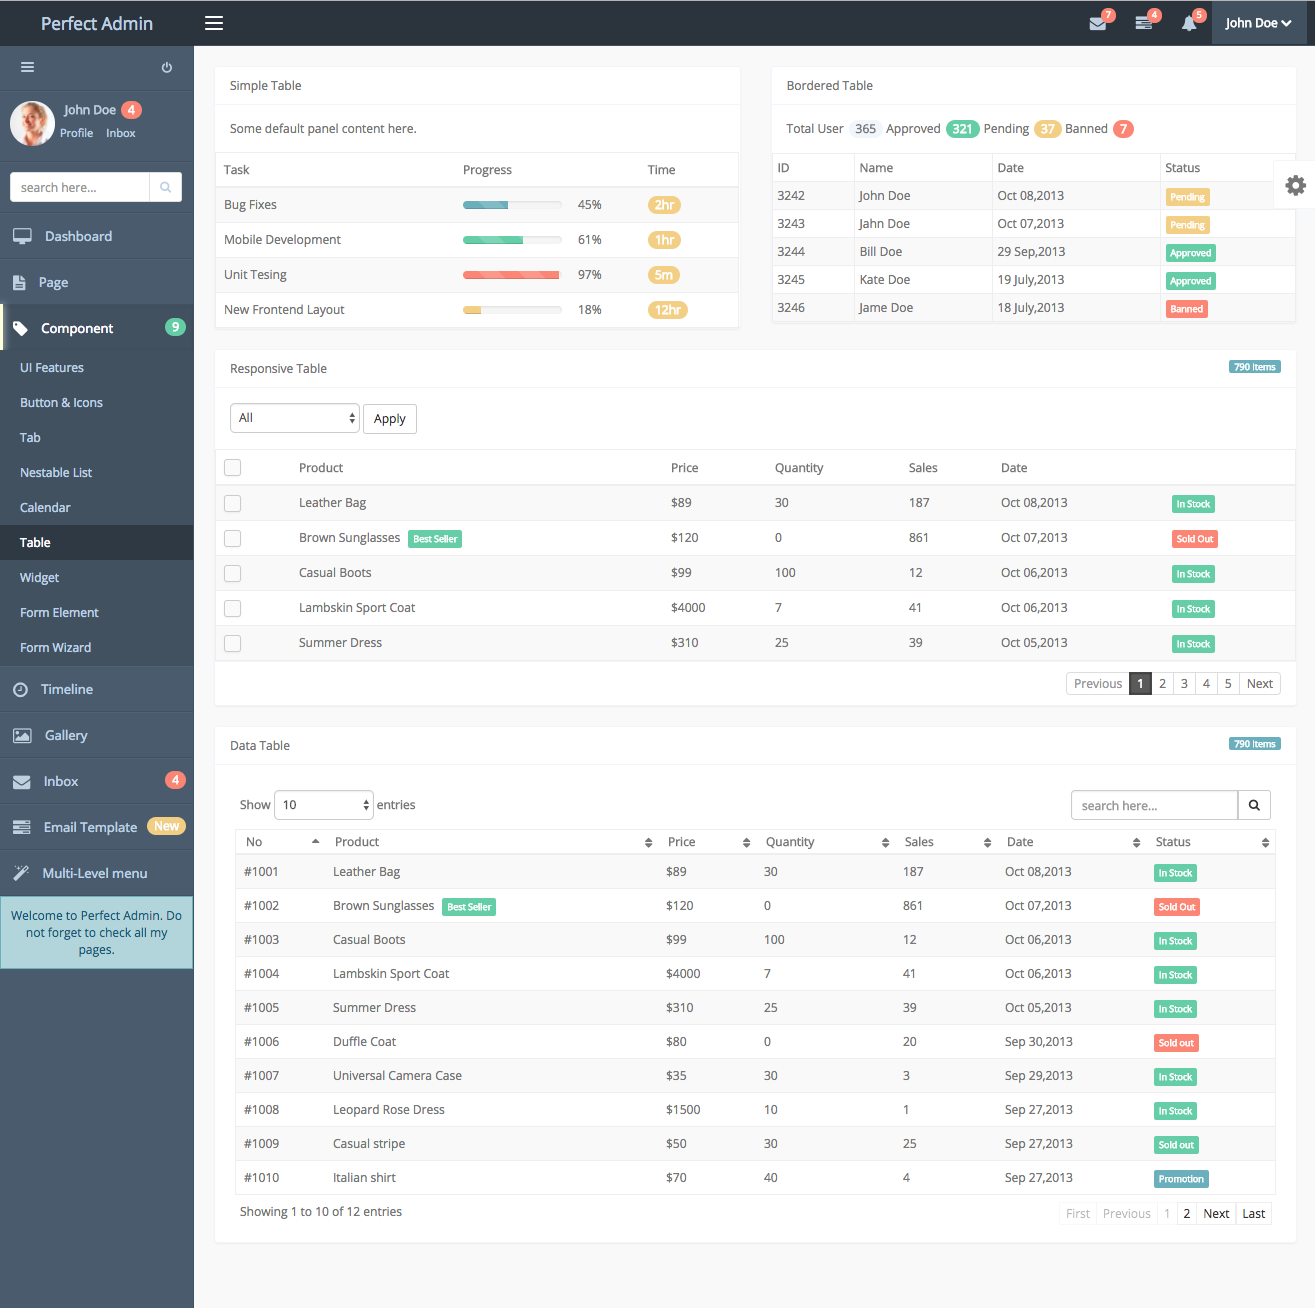 Perfect Admin
7 4 5 John Doe
John Doe 4
Profile Inbox
search here...
Dashboard
Page
Component 9
UI Features
Button & Icons
Tab
Nestable List
Calendar
Table
Widget
Form Element
Form Wizard
Timeline
Gallery
Inbox 4
Email Template New
Multi-Level menu
Welcome to Perfect Admin. Do
not forget to check all my
pages.
Simple Table
Some default panel content here.
Task Progress Time
Bug Fixes 45% 2hr
Mobile Development 61% 1hr
Unit Tesing 97% 5m
New Frontend Layout 18% 12hr
Bordered Table
Total User 365 Approved 321 Pending 37 Banned 7
ID Name Date Status
3242 John Doe Oct 08,2013 Pending
3243 Jahn Doe Oct 07,2013 Pending
3244 Bill Doe 29 Sep,2013 Approved
3245 Kate Doe 19 July,2013 Approved
3246 Jame Doe 18 July,2013 Banned
Responsive Table 790 Items
All Apply
Product Price Quantity Sales Date
Leather Bag $89 30 187 Oct 08,2013 In Stock
Brown Sunglasses Best Seller $120 0 861 Oct 07,2013 Sold Out
Casual Boots $99 100 12 Oct 06,2013 In Stock
Lambskin Sport Coat $4000 7 41 Oct 06,2013 In Stock
Summer Dress $310 25 39 Oct 05,2013 In Stock
Previous 1 2 3 4 5 Next
Data Table 790 Items
Show 10 entries search here...
No Product Price Quantity Sales Date Status
#1001 Leather Bag $89 30 187 Oct 08,2013 In Stock
#1002 Brown Sunglasses Best Seller $120 0 861 Oct 07,2013 Sold Out
#1003 Casual Boots $99 100 12 Oct 06,2013 In Stock
#1004 Lambskin Sport Coat $4000 7 41 Oct 06,2013 In Stock
#1005 Summer Dress $310 25 39 Oct 05,2013 In Stock
#1006 Duffle Coat $80 0 20 Sep 30,2013 Sold out
#1007 Universal Camera Case $35 30 3 Sep 29,2013 In Stock
#1008 Leopard Rose Dress $1500 10 1 Sep 27,2013 In Stock
#1009 Casual stripe $50 30 25 Sep 27,2013 Sold out
#1010 Italian shirt $70 40 4 Sep 27,2013 Promotion
Showing 1 to 10 of 12 entries First Previous 1 2 Next Last